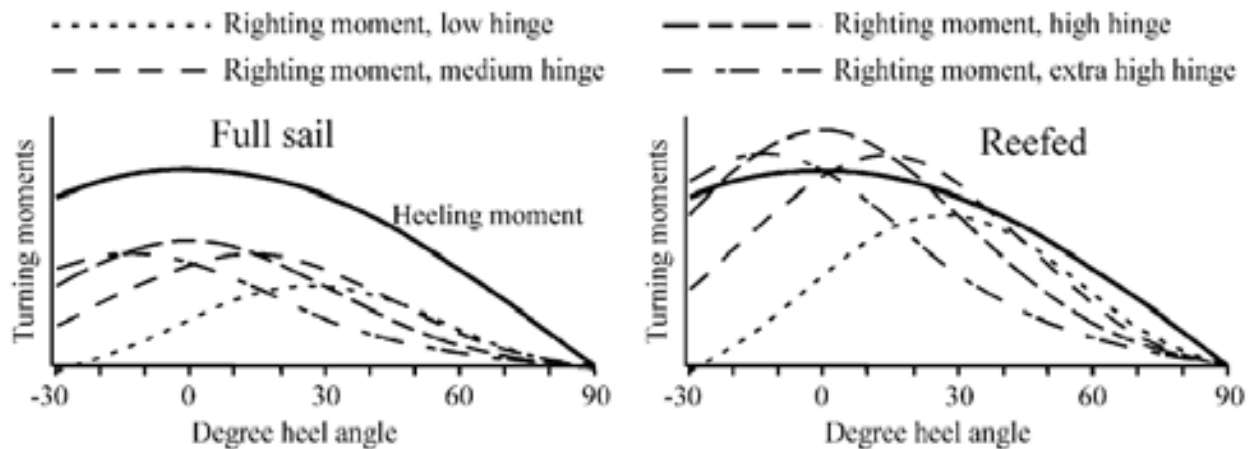 Righting moment, low hinge
Righting moment, medium hinge
Righting moment, high hinge
Righting moment, extra high hinge
Full sail
Heeling moment
Turning moments
-30 0 30 60 90
Degree heel angle
Reefed
Turning moments
-30 0 30 60 90
Degree heel angle